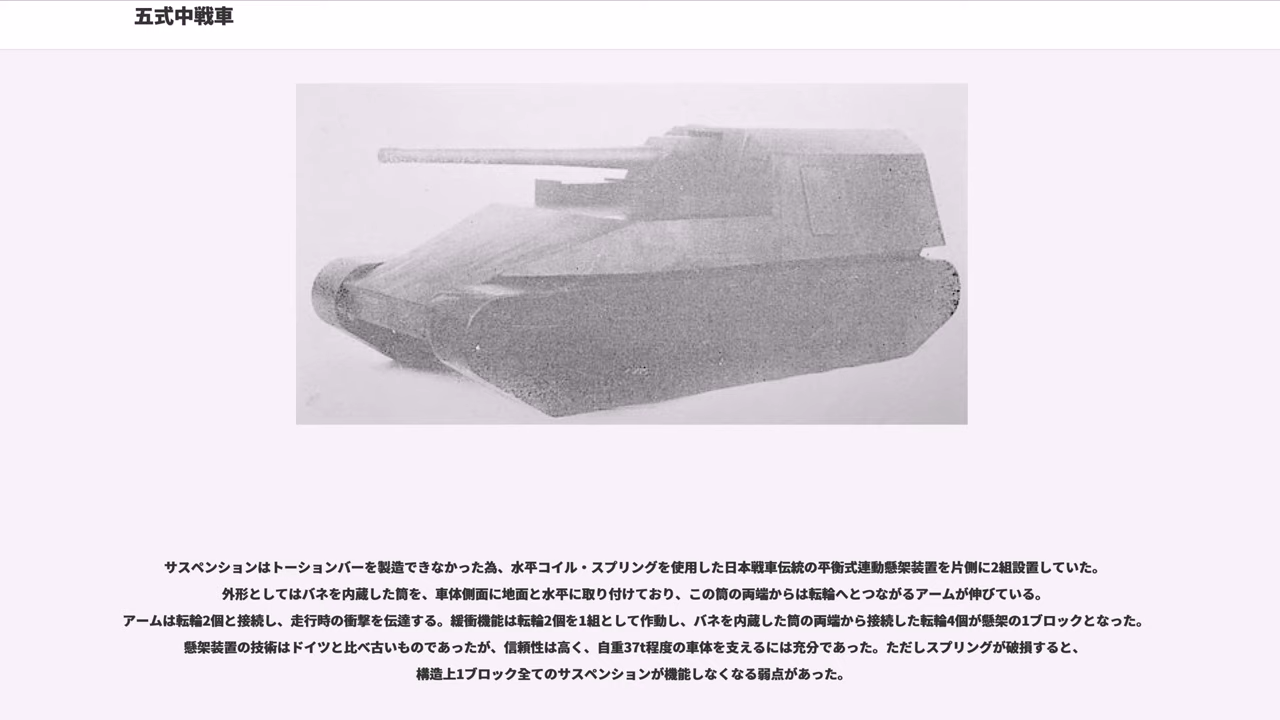 五式中戦車
サスペンションはトーションバーを製造できなかった為、水平コイル・スプリングを使用した日本戦車伝統の平衡式連動懸架装置を片側に2組設置していた。
外形としてはバネを内蔵した筒を、車体側面に地面と水平に取り付けており、この筒の両端からは転輪へとつながるアームが伸びている。
アームは転輪2個と接続し、走行時の衝撃を伝達する。緩衝機能は転輪2個を1組として作動し、バネを内蔵した筒の両端から接続した転輪4個が懸架の1ブロックとなった。
懸架装置の技術はドイツと比べ古いものであったが、信頼性は高く、自重37t程度の車体を支えるには充分であった。ただしスプリングが破損すると、
構造上1ブロック全てのサスペンションが機能しなくなる弱点があった。